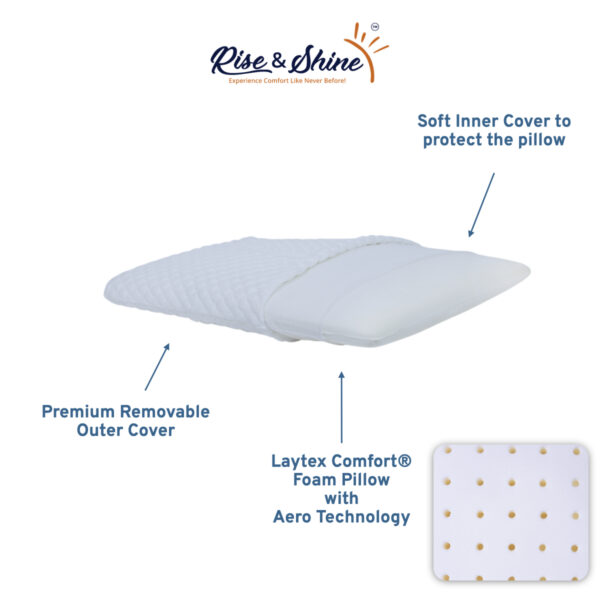 Rise & Shine
TM
Experience Comfort Like Never Before!
Soft Inner Cover to
protect the pillow
Premium Removable
Outer Cover
Laytex Comfort®
Foam Pillow
with
Aero Technology